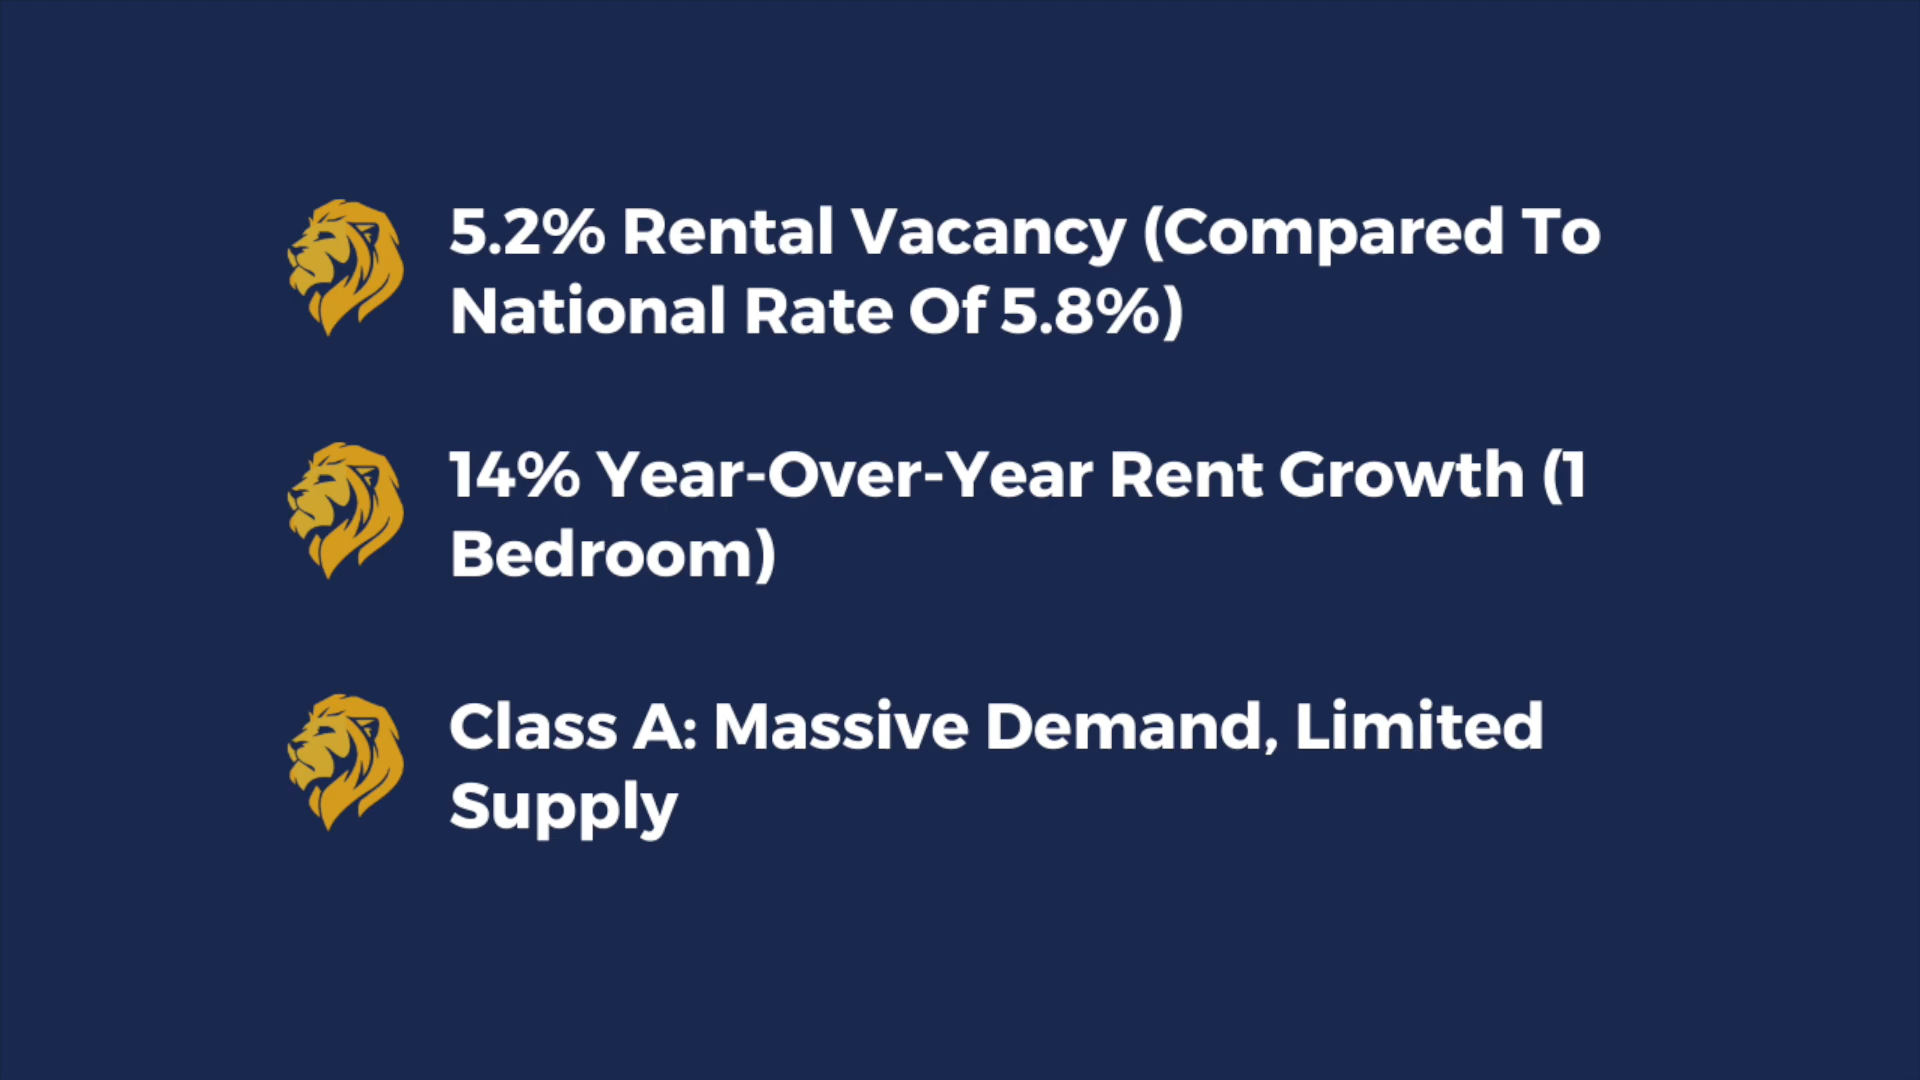 5.2% Rental Vacancy (Compared To
National Rate Of 5.8%)
14% Year-Over-Year Rent Growth (1
Bedroom)
Class A: Massive Demand, Limited
Supply